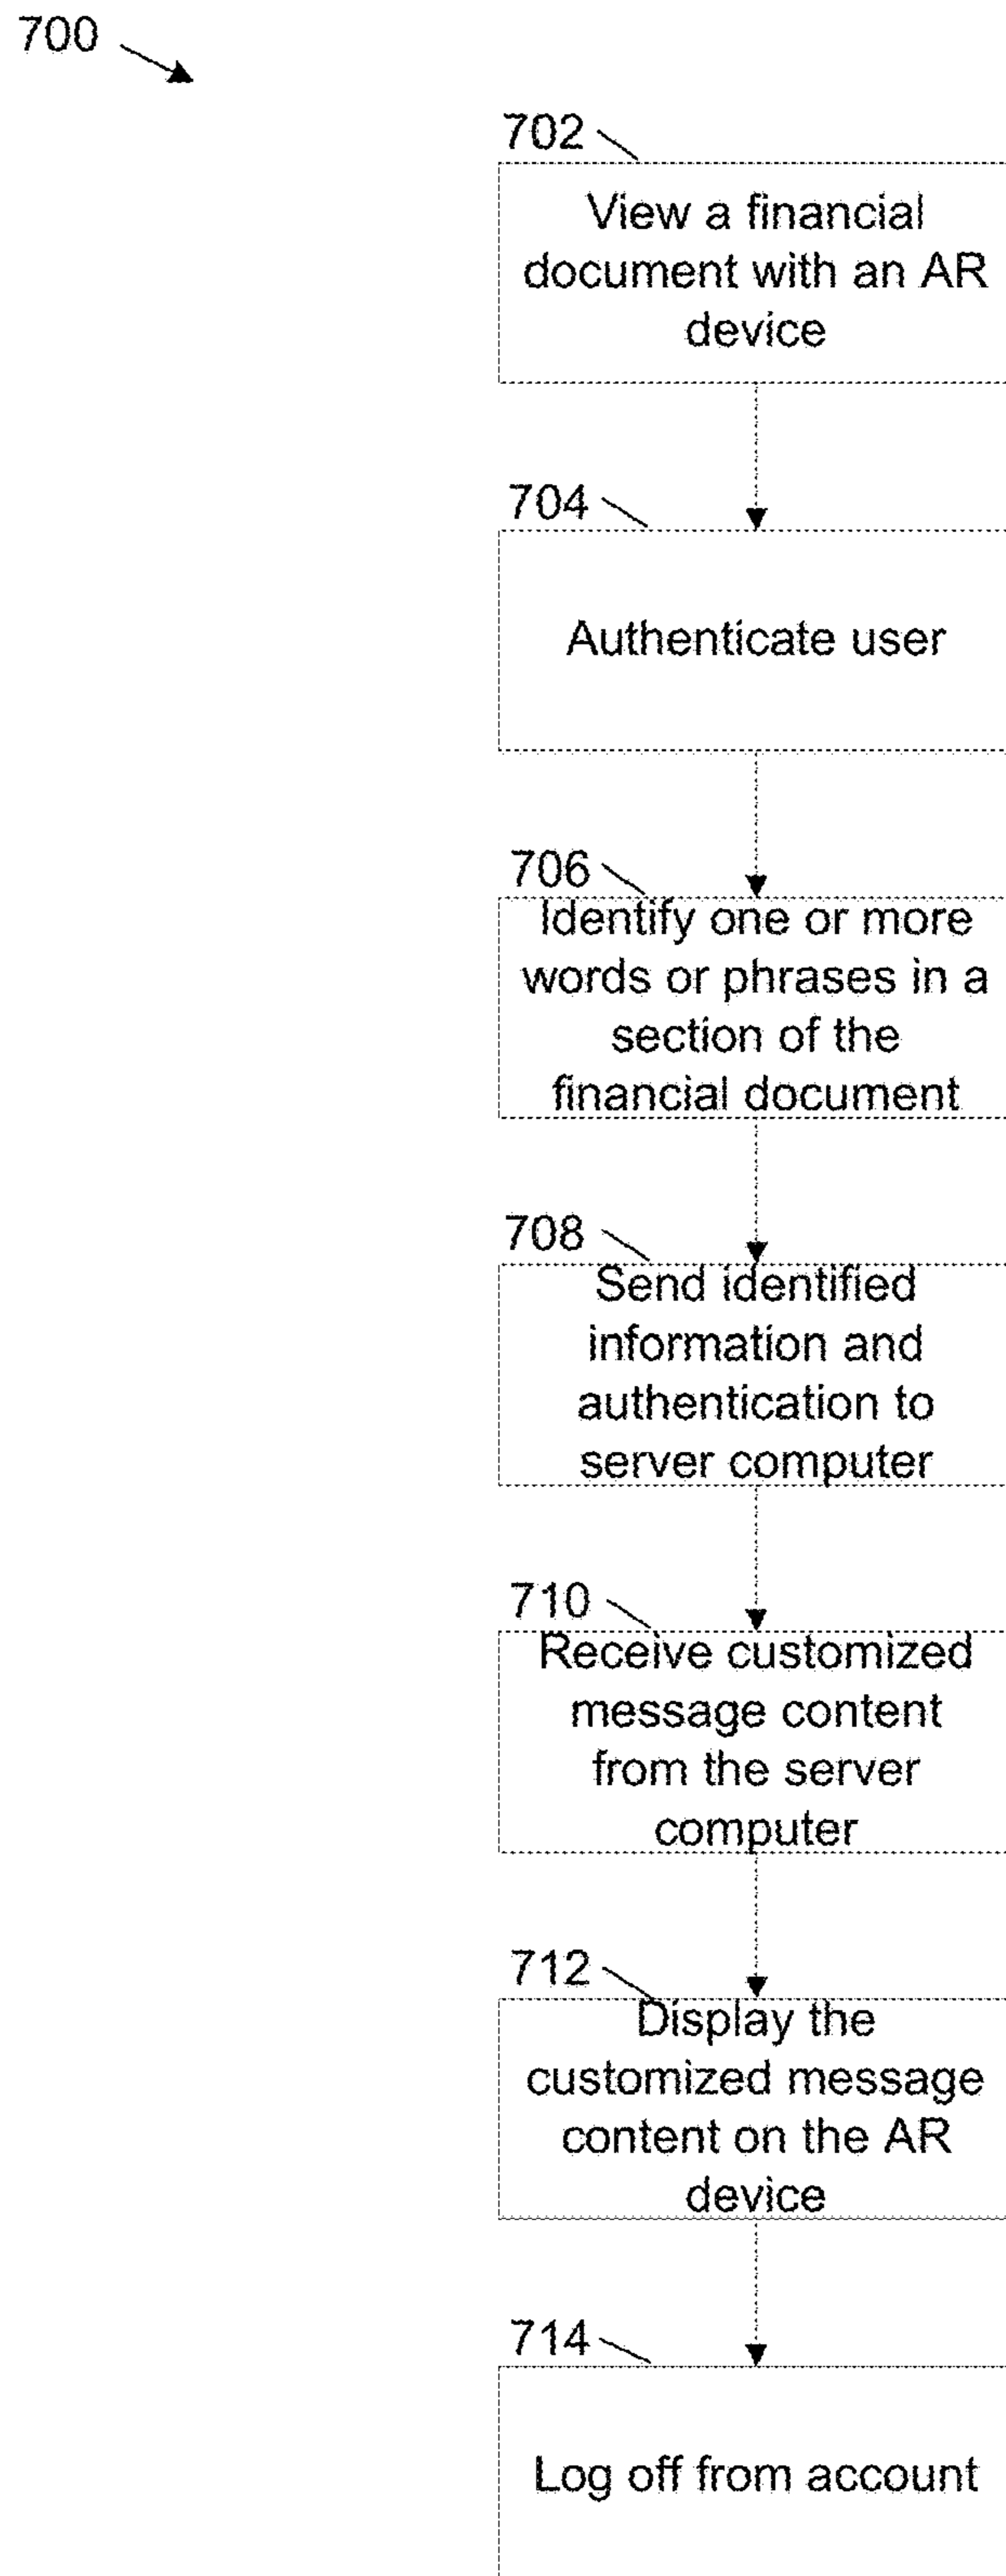 700
702
View a financial
document with an AR
device
704
Authenticate user
706
Identify one or more
words or phrases in a
section of the
financial document
708
Send identified
information and
authentication to
server computer
710
Receive customized
message content
from the server
computer
712
Display the
customized message
content on the AR
device
714
Log off from account